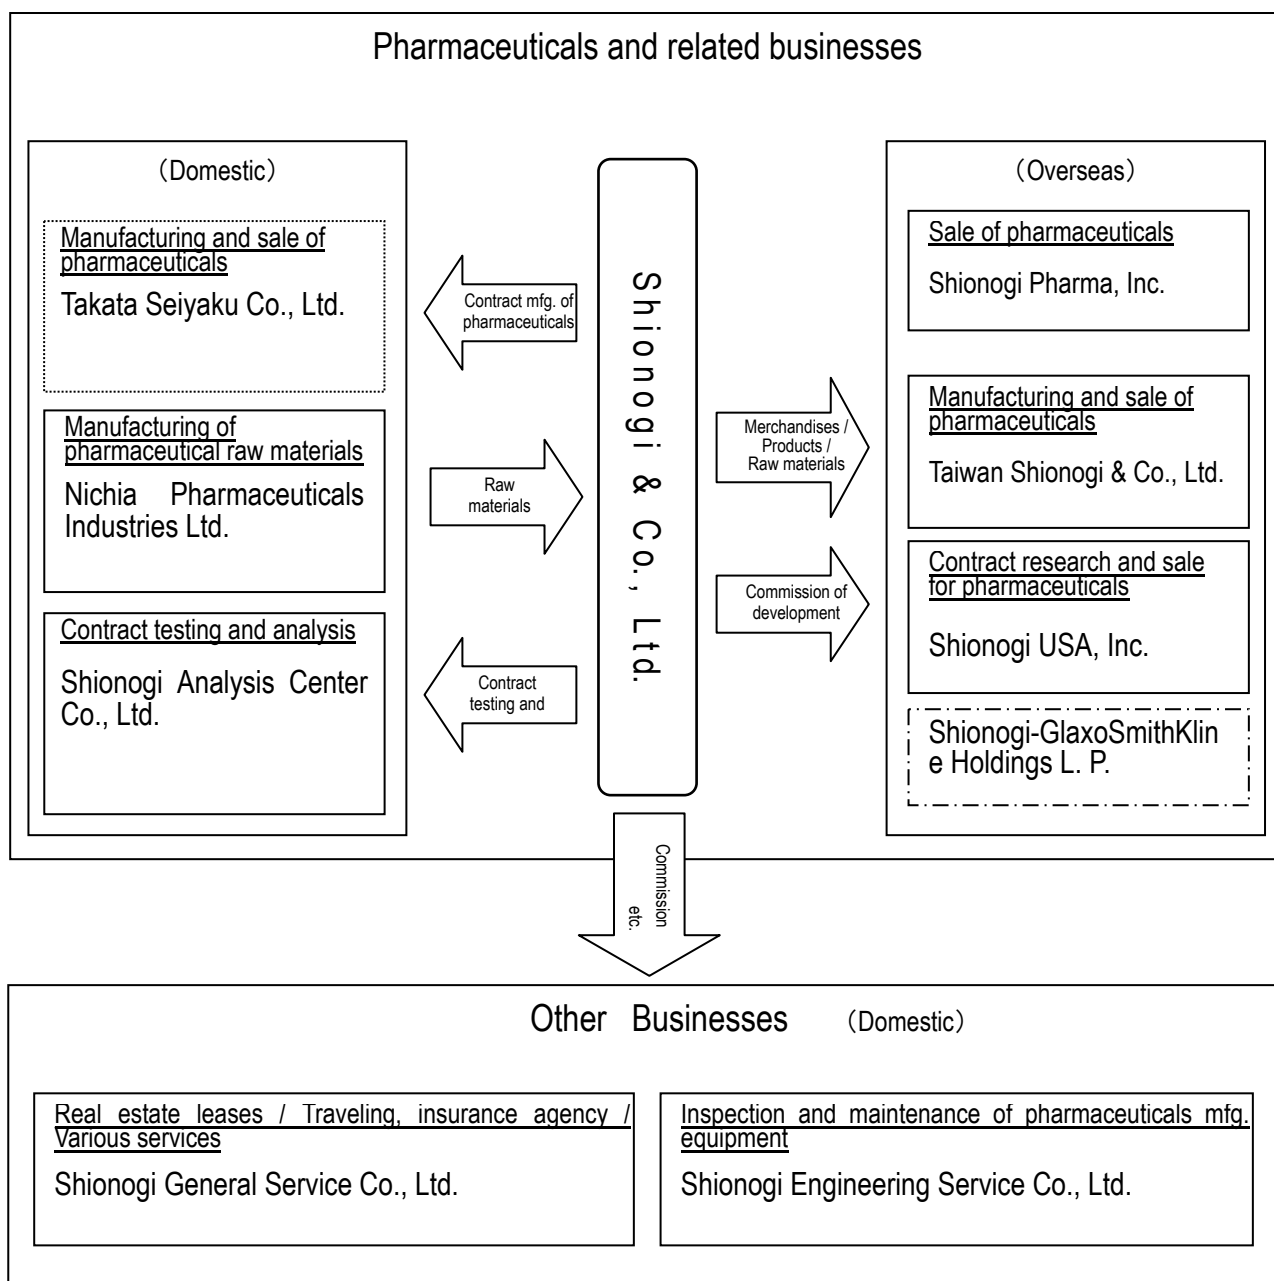 Pharmaceuticals and related businesses
（Domestic）
Manufacturing and sale of
pharmaceuticals
Takata Seiyaku Co., Ltd.
Manufacturing of
pharmaceutical raw materials
Nichia Pharmaceuticals
Industries Ltd.
Contract testing and analysis
Shionogi Analysis Center
Co., Ltd.
Contract mfg. of
pharmaceuticals
Raw
materials
Contract
testing and
Shionogi & Co., Ltd.
Merchandises /
Products /
Raw materials
Commission of
development
（Overseas）
Sale of pharmaceuticals
Shionogi Pharma, Inc.
Manufacturing and sale of
pharmaceuticals
Taiwan Shionogi & Co., Ltd.
Contract research and sale
for pharmaceuticals
Shionogi USA, Inc.
Shionogi-GlaxoSmithKlin
e Holdings L. P.
Commission
etc.
Other Businesses （Domestic）
Real estate leases / Traveling, insurance agency /
Various services
Shionogi General Service Co., Ltd.
Inspection and maintenance of pharmaceuticals mfg.
equipment
Shionogi Engineering Service Co., Ltd.